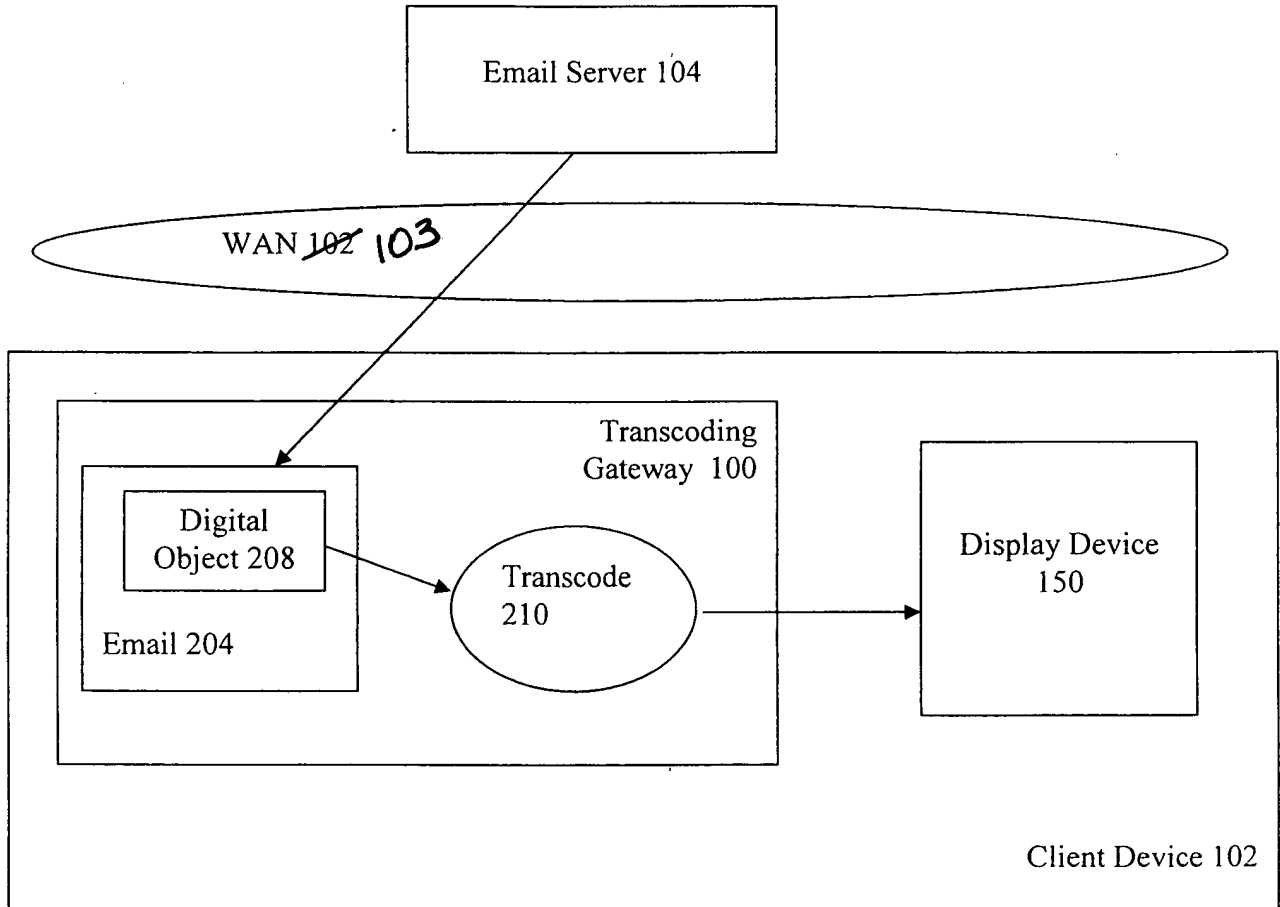 Email Server 104
WAN 102 103
Transcoding
Gateway 100
Digital
Object 208
Email 204
Transcode
210
Display Device
150
Client Device 102